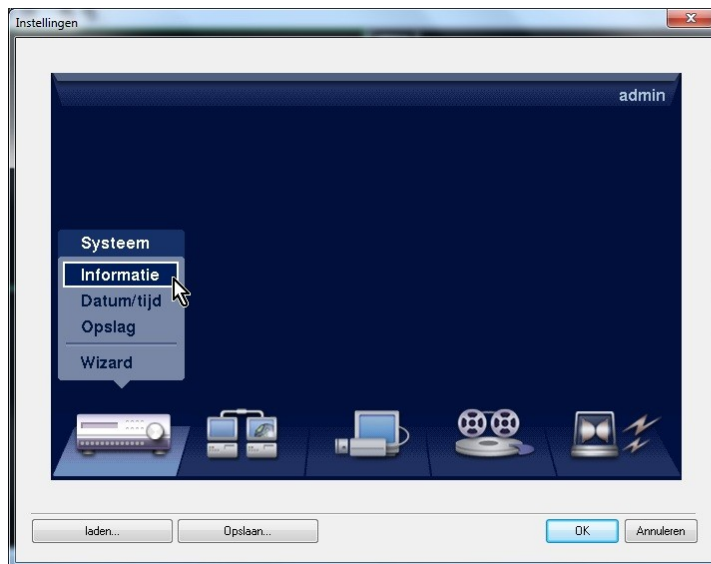 Instellingen
admin
Systeem
Informatie
Datum/tijd
Opslag
Wizard
laden... Opslaan... OK Annuleren